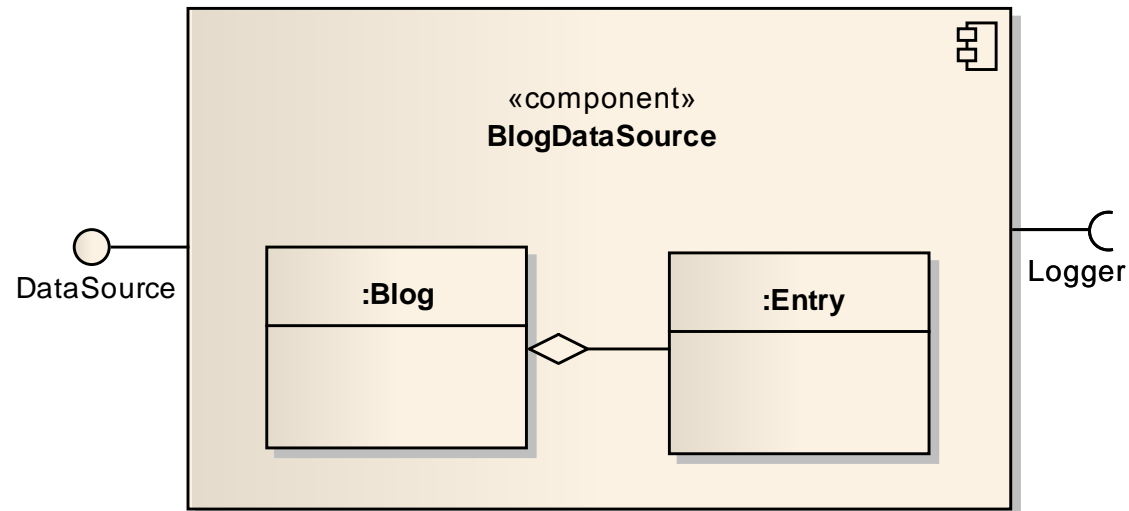 «component»
BlogDataSource
DataSource
:Blog
:Entry
Logger